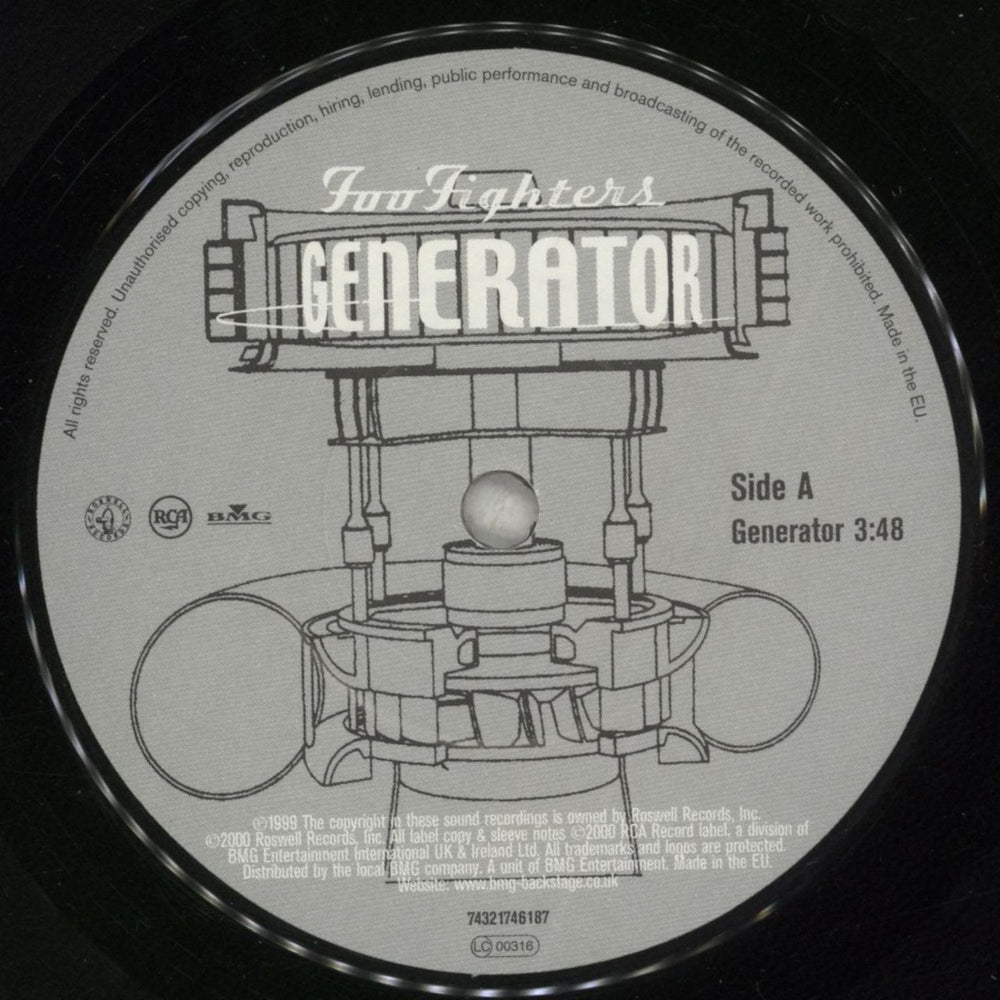 All rights reserved. Unauthorised copying, reproduction, hiring, lending, public performance and broadcasting of the recorded work prohibited. Made in the EU.
Foo Fighters
GENERATOR
ROSWELL RECORDS
RCA
BMG
Side A
Generator 3:48
℗1999 The copyright in these sound recordings is owned by Roswell Records, Inc.
©2000 Roswell Records, Inc. All label copy & sleeve notes ©2000 RCA Record label, a division of
BMG Entertainment International UK & Ireland Ltd. All trademarks and logos are protected.
Distributed by the local BMG company. A unit of BMG Entertainment. Made in the EU.
Website: www.bmg-backstage.co.uk
74321746187
LC 00316